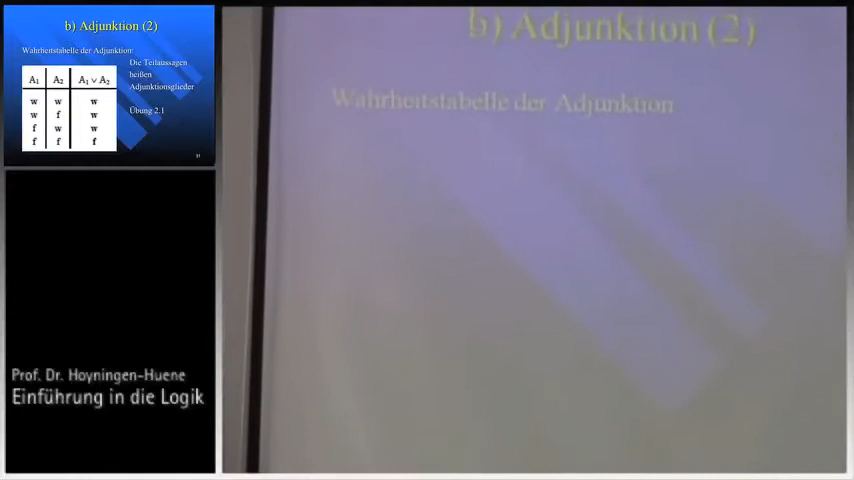 b) Adjunktion (2)
Wahrheitstabelle der Adjunktion:
A₁ A₂ A₁ ∨ A₂
w w w
w f w
f w w
f f f
Die Teilaussagen
heißen
Adjunktionsglieder
Übung 2.1
Prof. Dr. Hoyningen-Huene
Einführung in die Logik
b) Adjunktion (2)
Wahrheitstabelle der Adjunktion